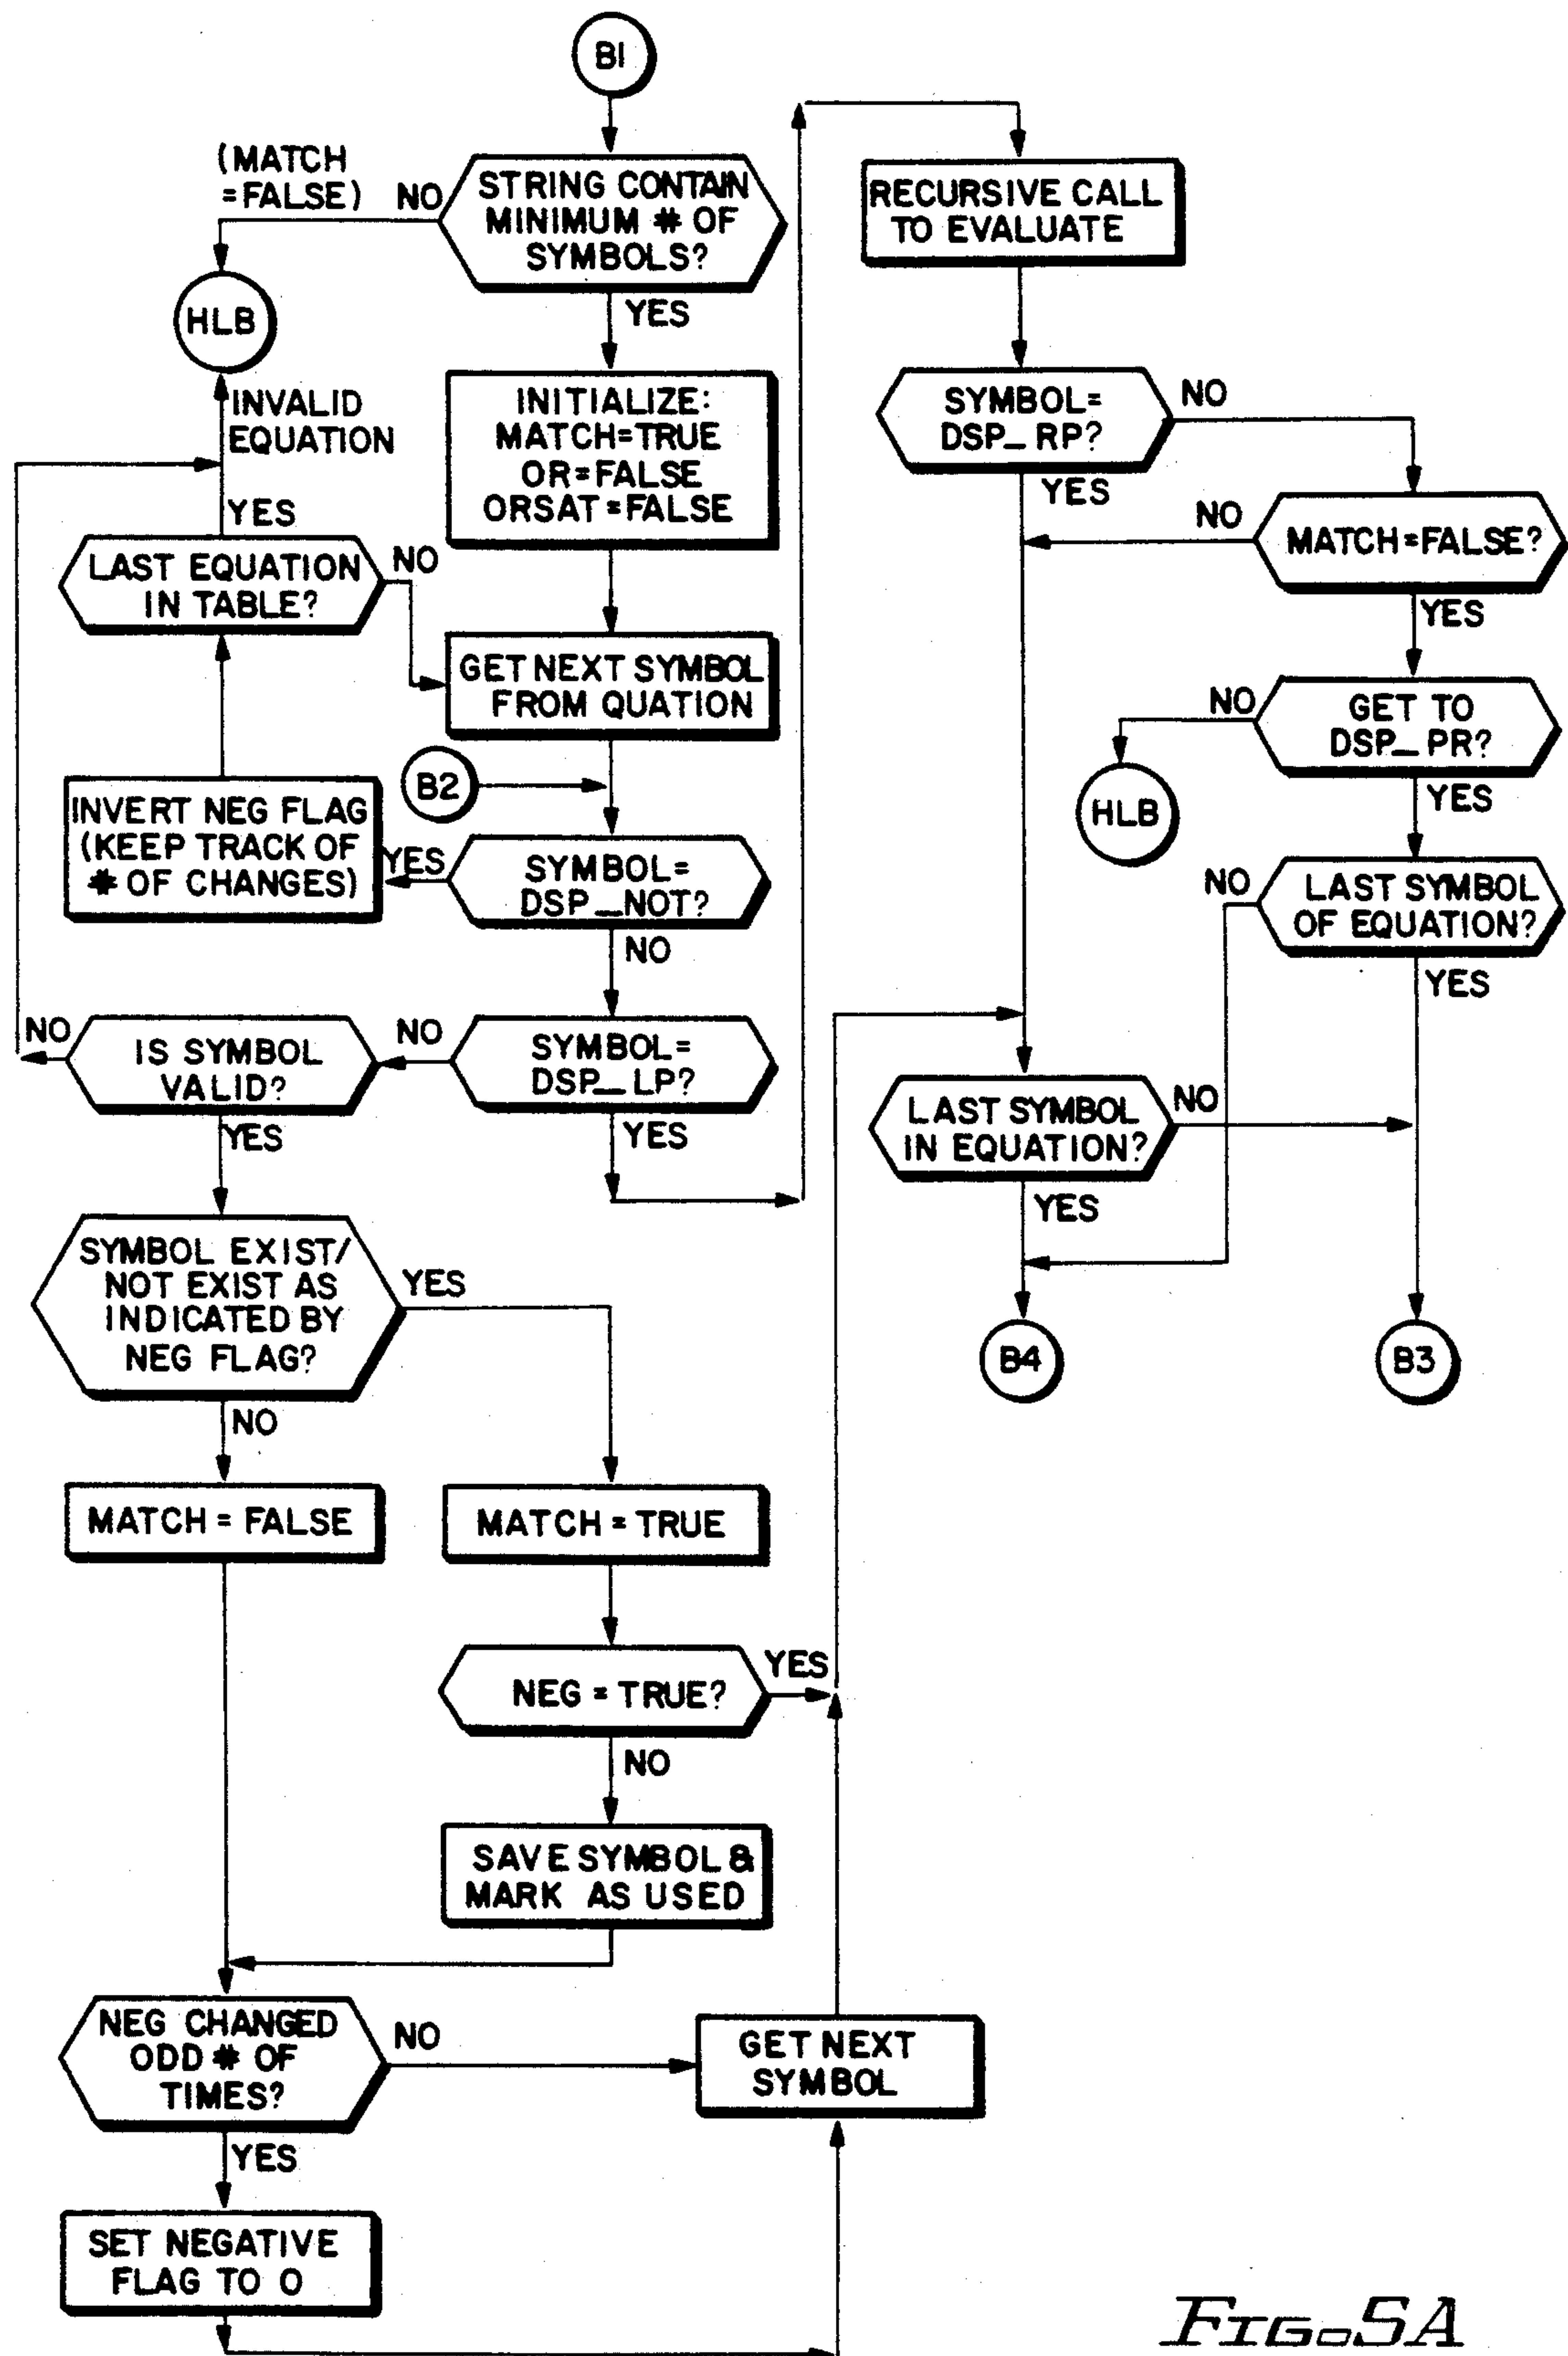 B1
(MATCH
=FALSE)
NO
STRING CONTAIN
MINIMUM # OF
SYMBOLS?
YES
HLB
INVALID
EQUATION
YES
LAST EQUATION
IN TABLE?
NO
INITIALIZE:
MATCH=TRUE
OR=FALSE
ORSAT=FALSE
GET NEXT SYMBOL
FROM QUATION
B2
INVERT NEG FLAG
(KEEP TRACK OF
# OF CHANGES)
YES
SYMBOL=
DSP_NOT?
NO
NO
IS SYMBOL
VALID?
YES
NO
SYMBOL=
DSP_LP?
YES
SYMBOL EXIST/
NOT EXIST AS
INDICATED BY
NEG FLAG?
YES
NO
MATCH = FALSE
MATCH = TRUE
NEG = TRUE?
YES
NO
SAVE SYMBOL &
MARK AS USED
NEG CHANGED
ODD # OF
TIMES?
NO
YES
GET NEXT
SYMBOL
SET NEGATIVE
FLAG TO 0
RECURSIVE CALL
TO EVALUATE
SYMBOL=
DSP_RP?
NO
YES
NO
MATCH=FALSE?
YES
NO
GET TO
DSP_PR?
YES
HLB
NO
LAST SYMBOL
OF EQUATION?
YES
LAST SYMBOL
IN EQUATION?
NO
YES
B4
B3
FIG. 5A